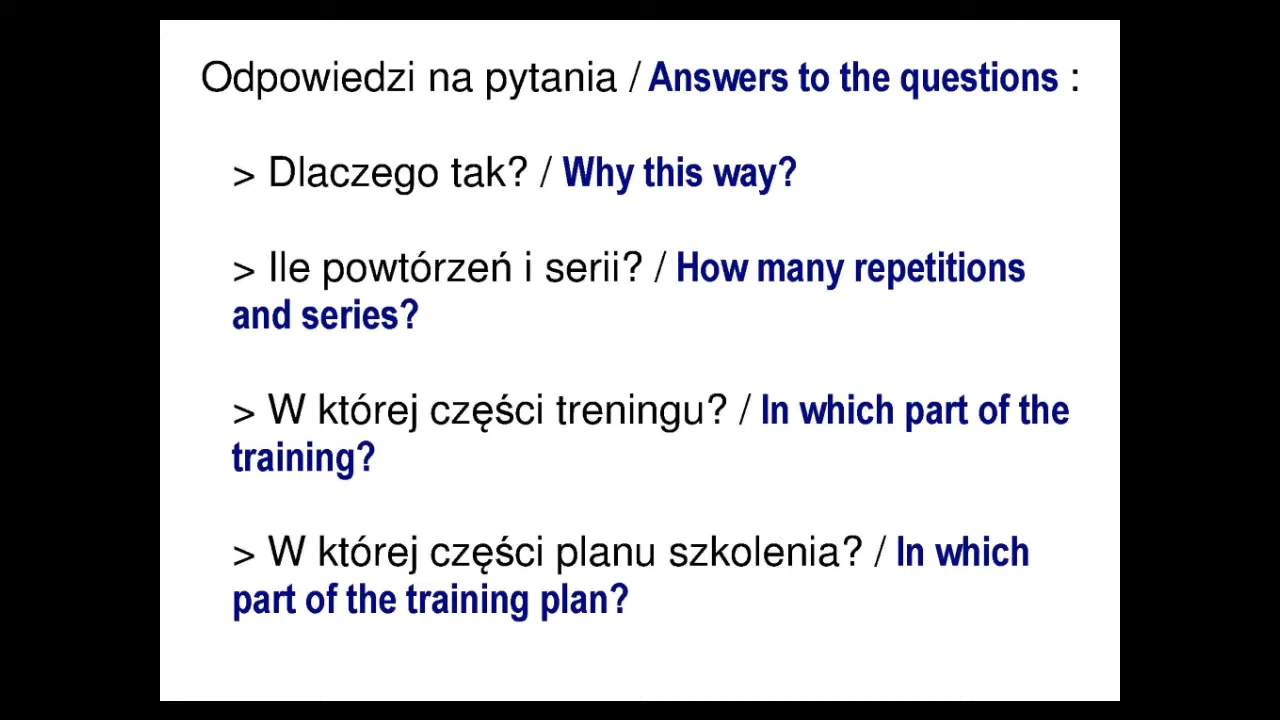 Odpowiedzi na pytania / Answers to the questions :
> Dlaczego tak? / Why this way?
> Ile powtórzeń i serii? / How many repetitions
and series?
> W której części treningu? / In which part of the
training?
> W której części planu szkolenia? / In which
part of the training plan?